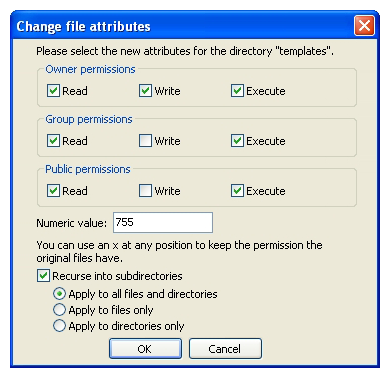 Change file attributes
Please select the new attributes for the directory "templates".
Owner permissions
Read Write Execute
Group permissions
Read Write Execute
Public permissions
Read Write Execute
Numeric value: 755
You can use an x at any position to keep the permission the
original files have.
Recurse into subdirectories
Apply to all files and directories
Apply to files only
Apply to directories only
OK Cancel